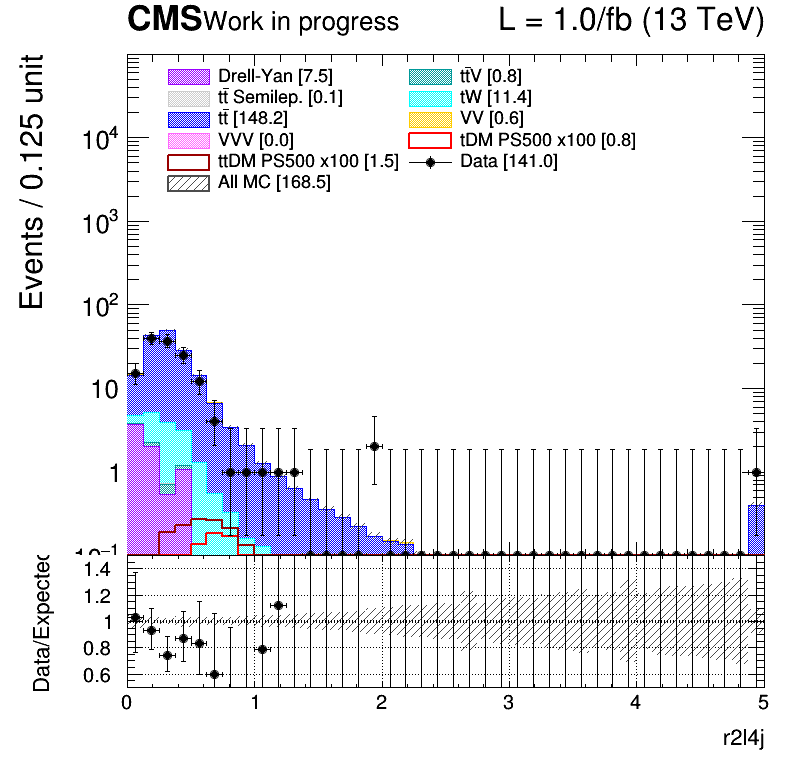 CMS Work in progress L = 1.0/fb (13 TeV)
Drell-Yan [7.5] tt̄V [0.8]
tt̄ Semilep. [0.1] tW [11.4]
tt̄ [148.2] VV [0.6]
VVV [0.0] tDM PS500 x100 [0.8]
ttDM PS500 x100 [1.5] Data [141.0]
All MC [168.5]
Events / 0.125 unit
10⁴
10³
10²
10
1
10⁻¹
Data/Expected
1.4
1.2
1
0.8
0.6
0 1 2 3 4 5
r2l4j